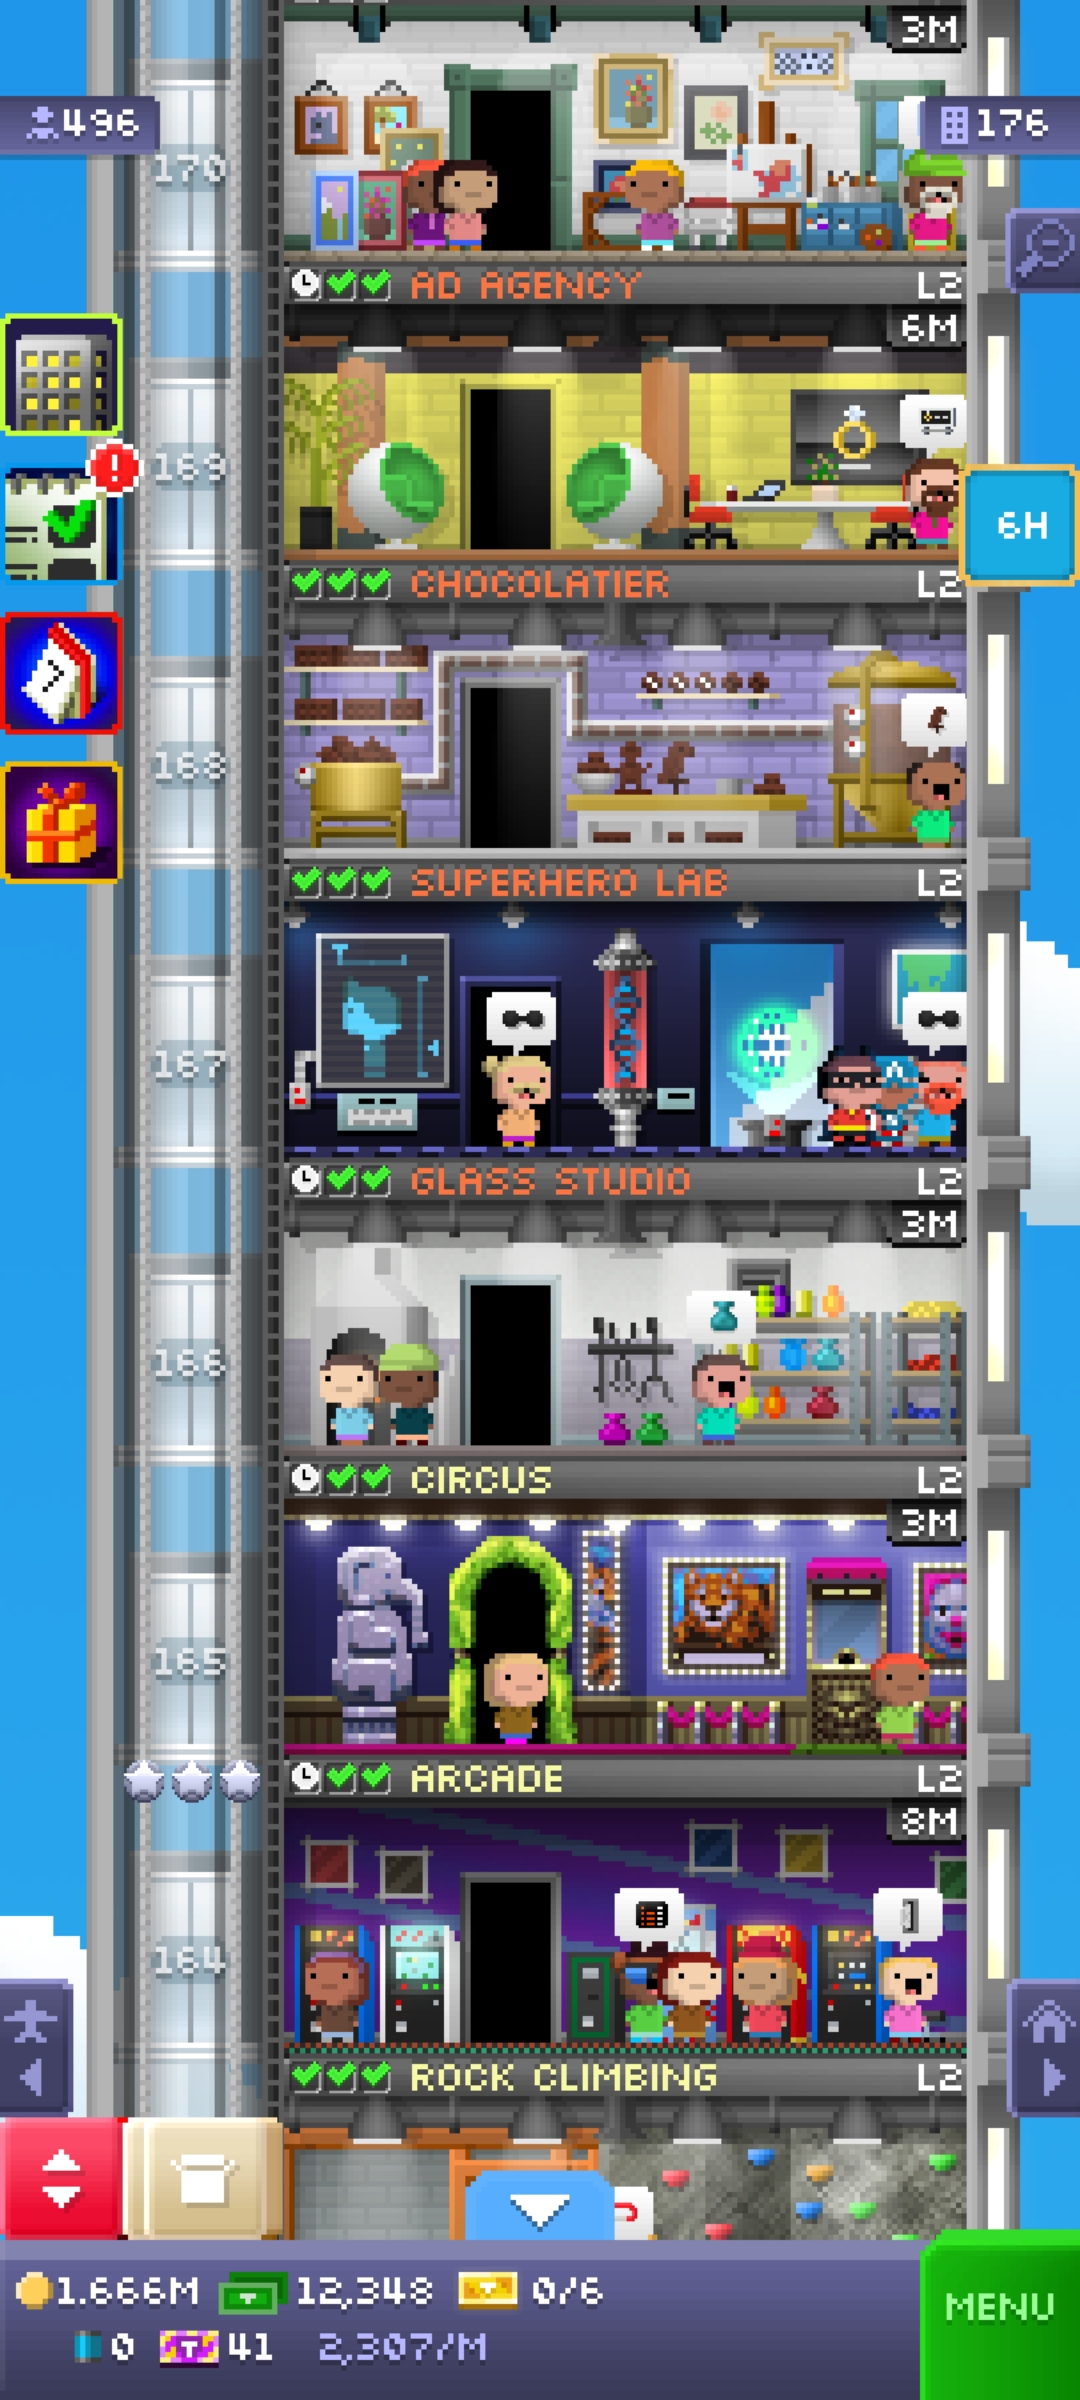 3M
496
176
170
AD AGENCY L2
6M
169
6H
CHOCOLATIER L2
168
SUPERHERO LAB L2
167
GLASS STUDIO L2
3M
166
CIRCUS L2
3M
165
ARCADE L2
8M
164
ROCK CLIMBING L2
1.666M 12,348 0/6
MENU
0 41 2,307/M